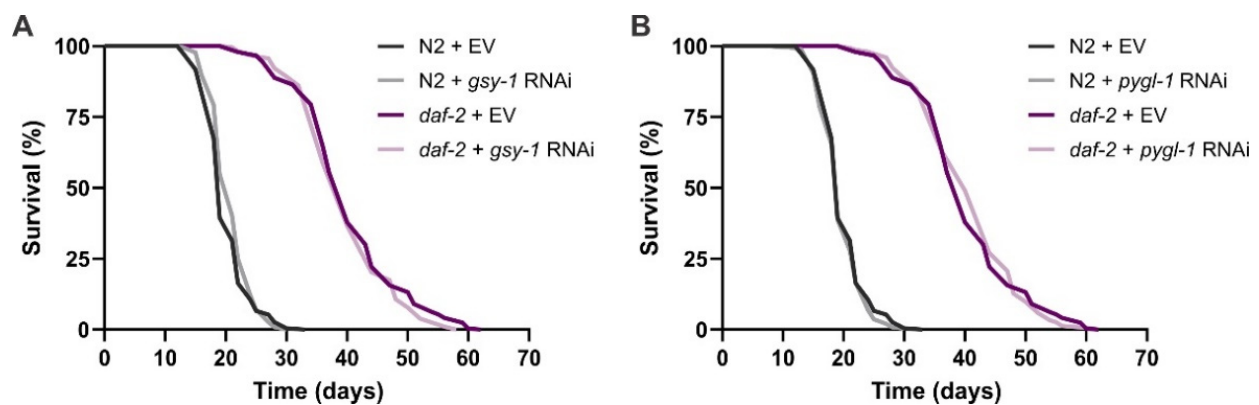 A
N2 + EV
N2 + gsy-1 RNAi
daf-2 + EV
daf-2 + gsy-1 RNAi
Survival (%)
100
75
50
25
0
0 10 20 30 40 50 60 70
Time (days)
B
N2 + EV
N2 + pygl-1 RNAi
daf-2 + EV
daf-2 + pygl-1 RNAi
Survival (%)
100
75
50
25
0
0 10 20 30 40 50 60 70
Time (days)